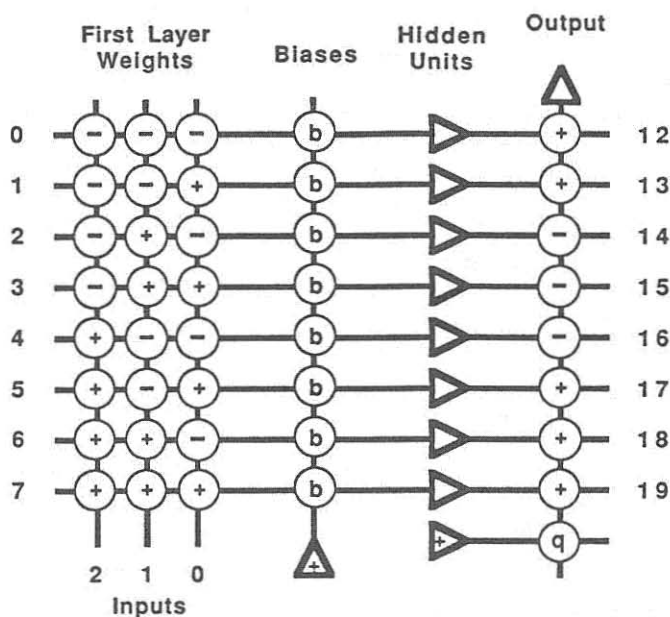 First Layer
Weights
Biases
Hidden
Units
Output
0 − − − b + 12
1 − − + b + 13
2 − + − b − 14
3 − + + b − 15
4 + − − b − 16
5 + − + b + 17
6 + + − b + 18
7 + + + b + 19
+ q
2 1 0 +
Inputs